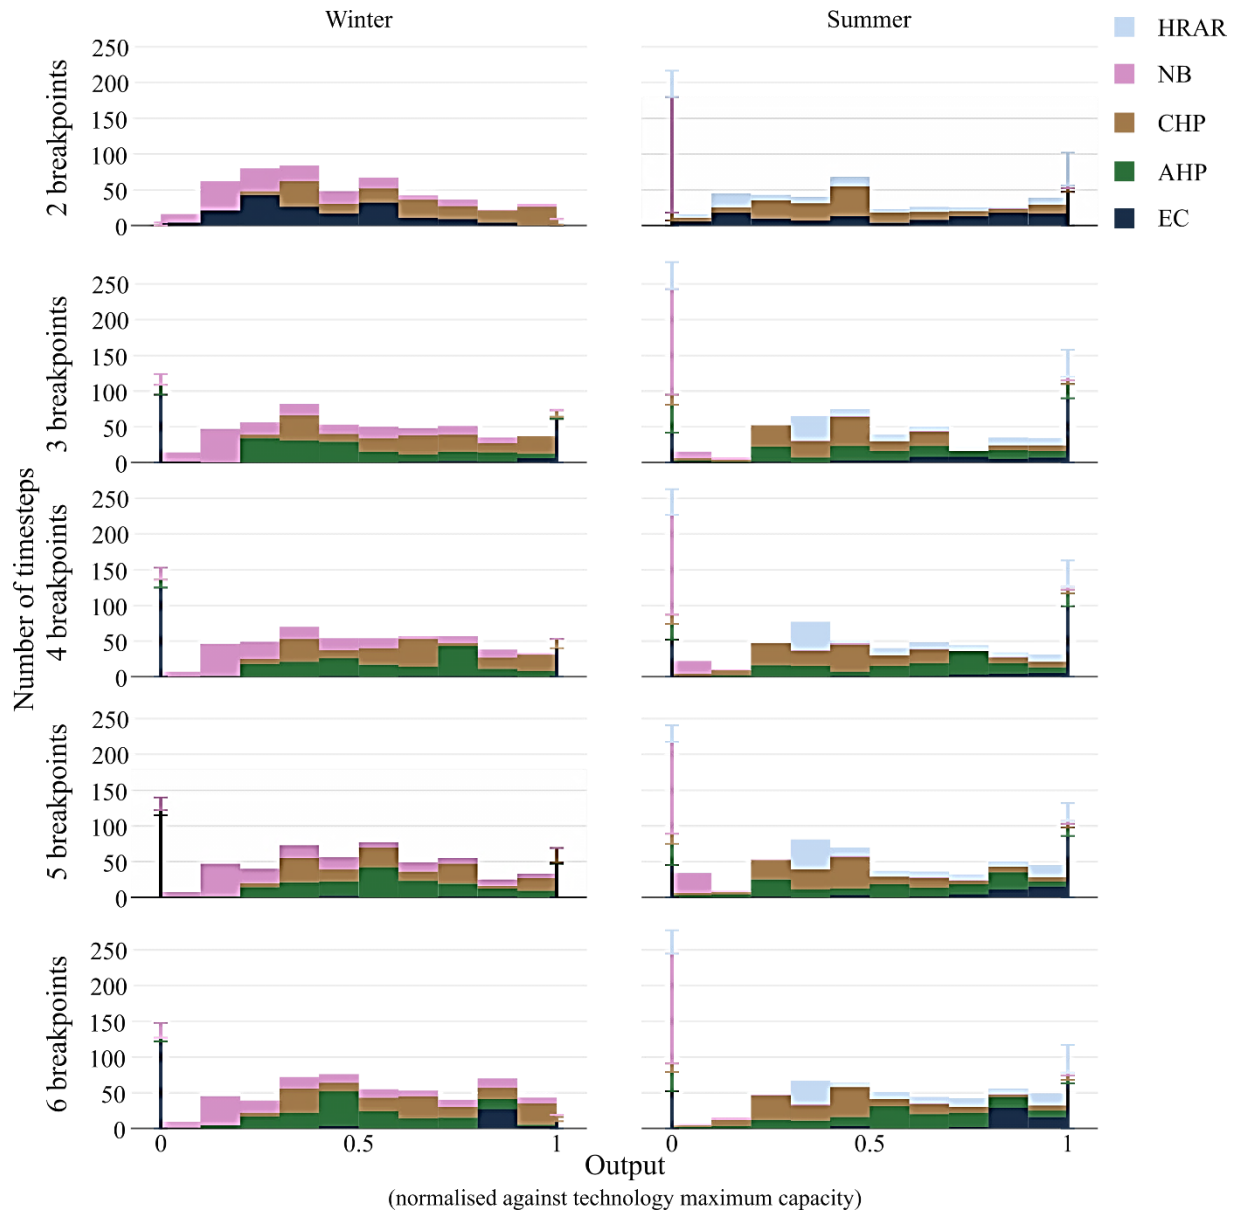 Winter
Summer
HRAR
NB
CHP
AHP
EC
Number of timesteps
2 breakpoints
250
200
150
100
50
0
3 breakpoints
250
200
150
100
50
0
4 breakpoints
250
200
150
100
50
0
5 breakpoints
250
200
150
100
50
0
6 breakpoints
250
200
150
100
50
0
0 0.5 1
0 0.5 1
Output
(normalised against technology maximum capacity)